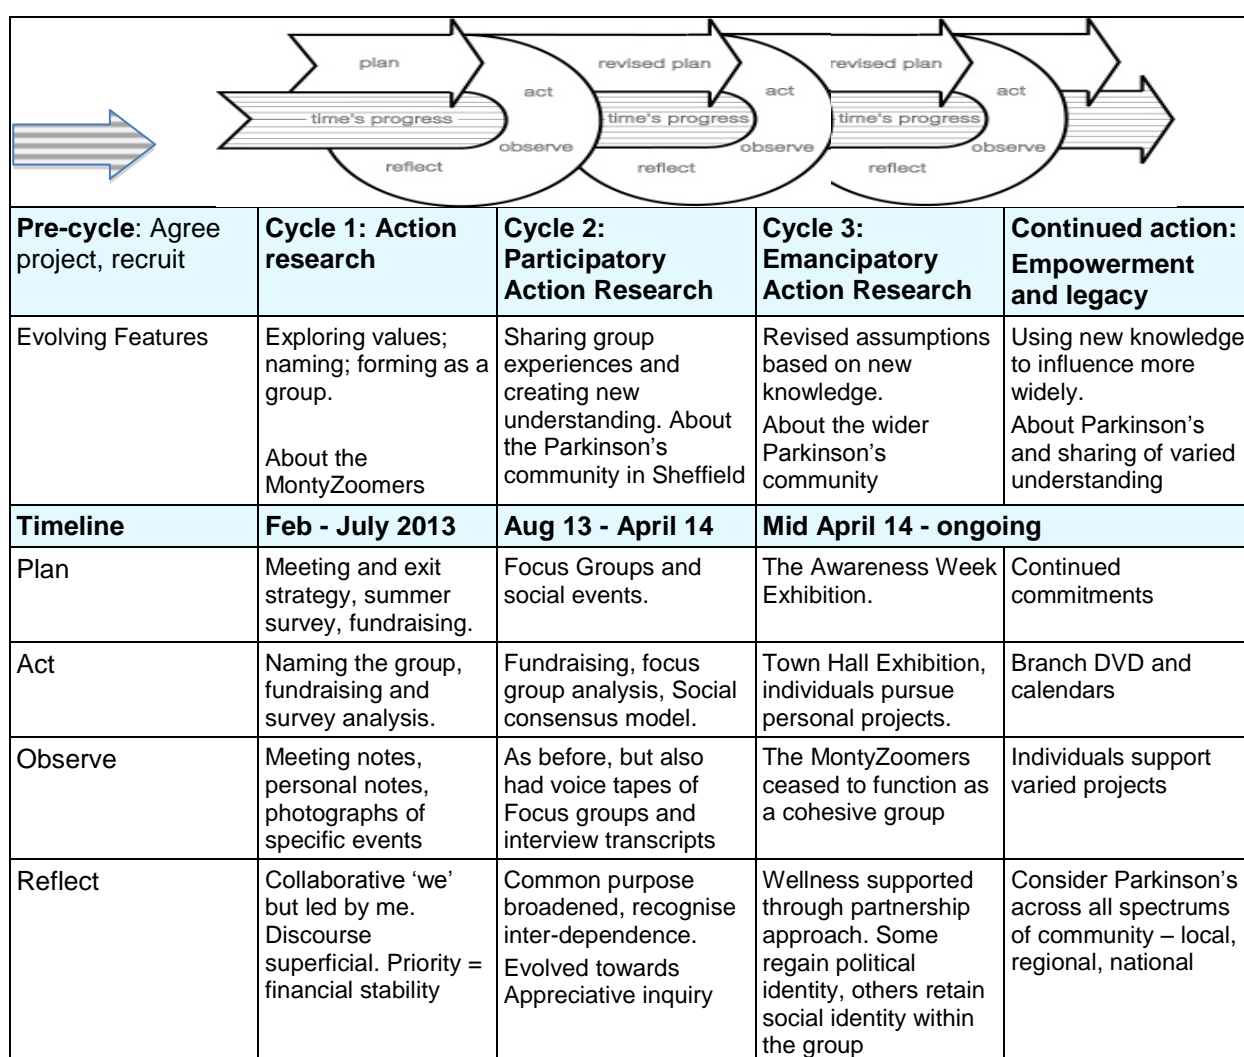 plan
revised plan
revised plan
act
act
act
time's progress
time's progress
time's progress
observe
observe
observe
reflect
reflect
reflect
Pre-cycle: Agree
project, recruit
Cycle 1: Action
research
Cycle 2:
Participatory
Action Research
Cycle 3:
Emancipatory
Action Research
Continued action:
Empowerment
and legacy
Evolving Features
Exploring values;
naming; forming as a
group.
About the
MontyZoomers
Sharing group
experiences and
creating new
understanding. About
the Parkinson's
community in Sheffield
Revised assumptions
based on new
knowledge.
About the wider
Parkinson's
community
Using new knowledge
to influence more
widely.
About Parkinson's
and sharing of varied
understanding
Timeline
Feb - July 2013
Aug 13 - April 14
Mid April 14 - ongoing
Plan
Meeting and exit
strategy, summer
survey, fundraising.
Focus Groups and
social events.
The Awareness Week
Exhibition.
Continued
commitments
Act
Naming the group,
fundraising and
survey analysis.
Fundraising, focus
group analysis, Social
consensus model.
Town Hall Exhibition,
individuals pursue
personal projects.
Branch DVD and
calendars
Observe
Meeting notes,
personal notes,
photographs of
specific events
As before, but also
had voice tapes of
Focus groups and
interview transcripts
The MontyZoomers
ceased to function as
a cohesive group
Individuals support
varied projects
Reflect
Collaborative 'we'
but led by me.
Discourse
superficial. Priority =
financial stability
Common purpose
broadened, recognise
inter-dependence.
Evolved towards
Appreciative inquiry
Wellness supported
through partnership
approach. Some
regain political
identity, others retain
social identity within
the group
Consider Parkinson's
across all spectrums
of community – local,
regional, national